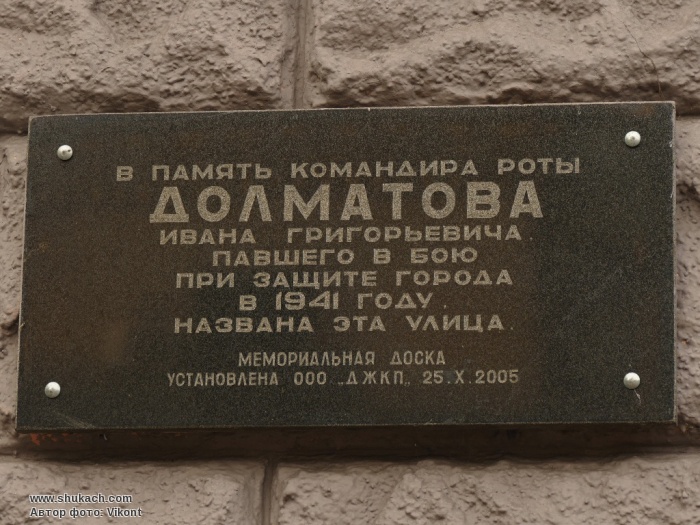 В ПАМЯТЬ КОМАНДИРА РОТЫ
ДОЛМАТОВА
ИВАНА ГРИГОРЬЕВИЧА.
ПАВШЕГО В БОЮ
ПРИ ЗАЩИТЕ ГОРОДА
В 1941 ГОДУ.
НАЗВАНА ЭТА УЛИЦА.
МЕМОРИАЛЬНАЯ ДОСКА
УСТАНОВЛЕНА ООО „ДЖКП„ 25.X.2005
www.shukach.com
Автор фото: Vikont